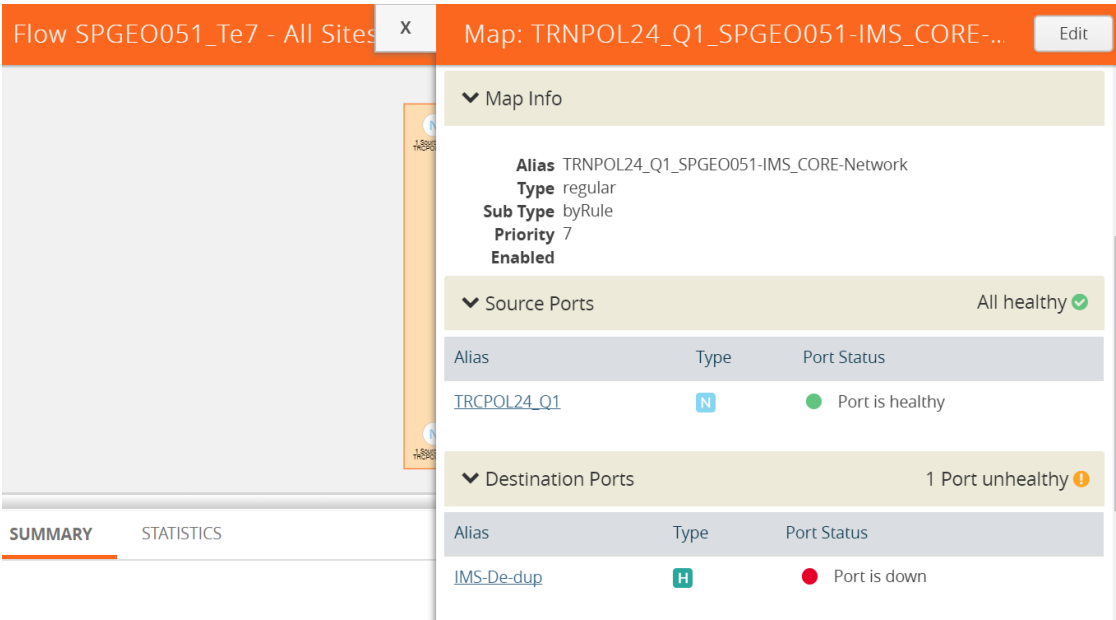 Flow SPGEO051_Te7 - All Sites
X
Map: TRNPOL24_Q1_SPGEO051-IMS_CORE-...
Edit
Map Info
Alias TRNPOL24_Q1_SPGEO051-IMS_CORE-Network
Type regular
Sub Type byRule
Priority 7
Enabled
Source Ports All healthy
Alias Type Port Status
TRCPOL24_Q1 N Port is healthy
Destination Ports 1 Port unhealthy
Alias Type Port Status
IMS-De-dup H Port is down
SUMMARY STATISTICS